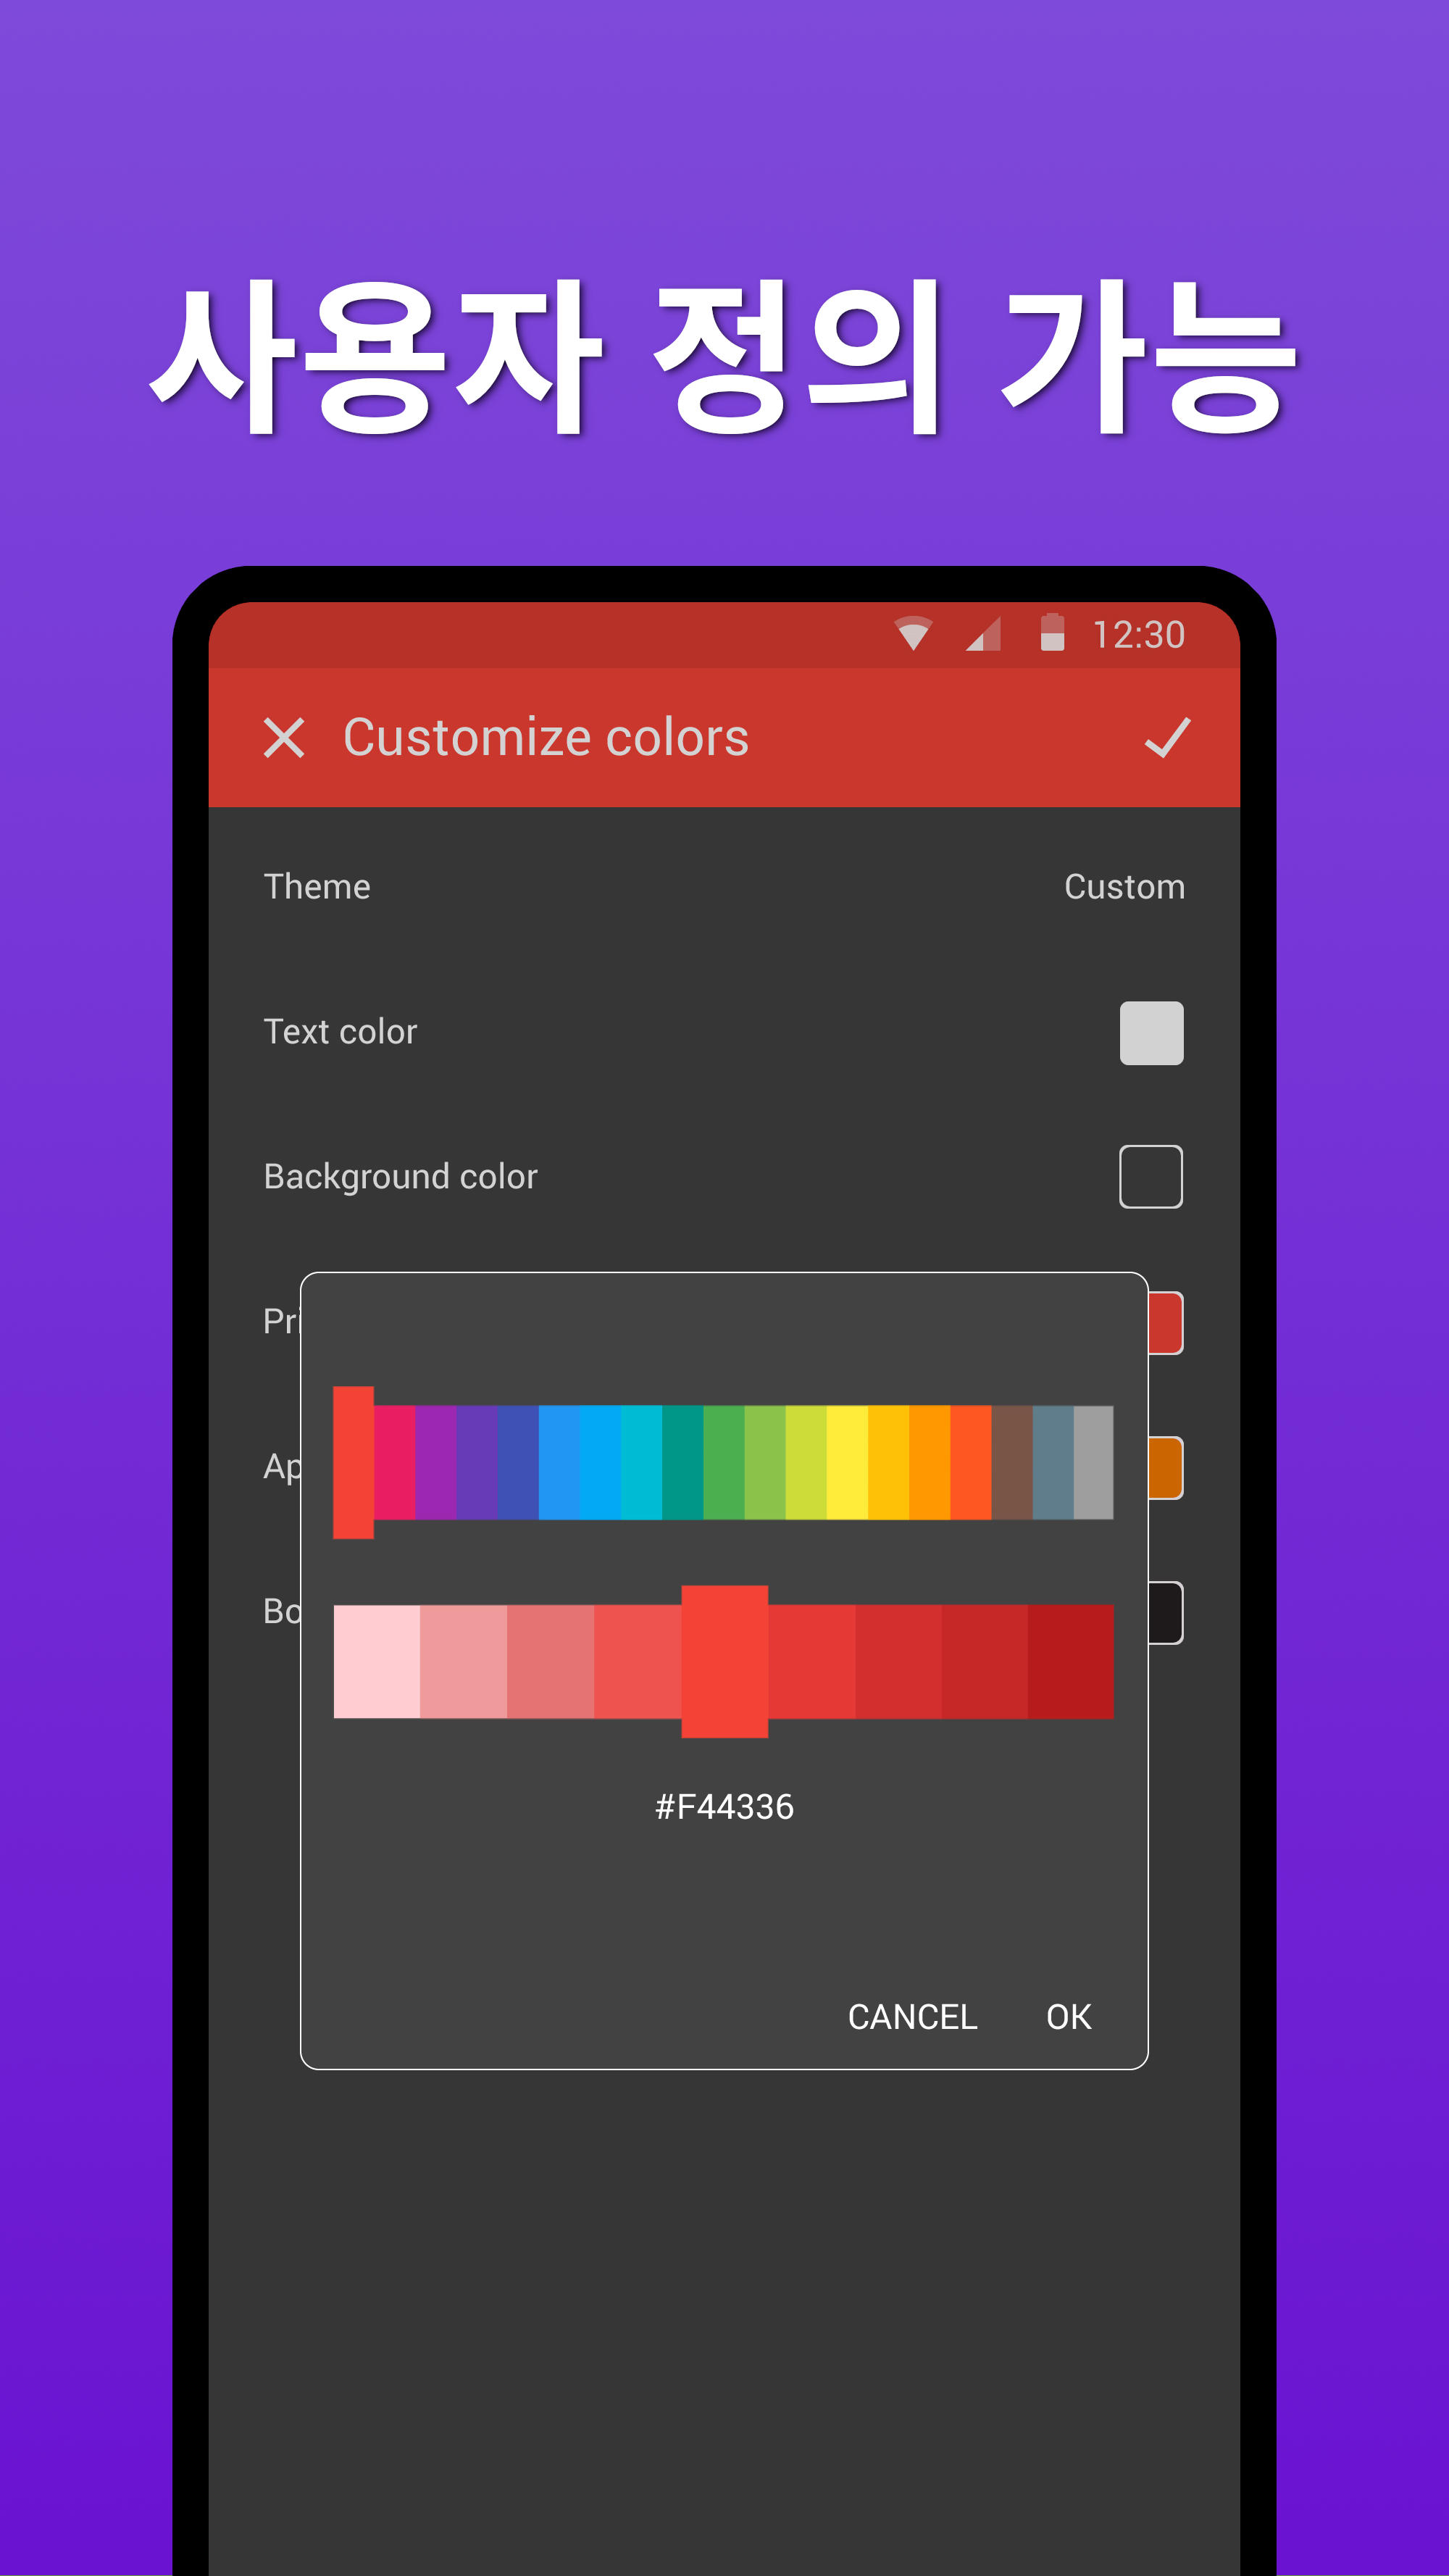 사용자 정의 가능
12:30
Customize colors
Theme
Custom
Text color
Background color
Pri
Ap
Bo
#F44336
CANCEL
OK